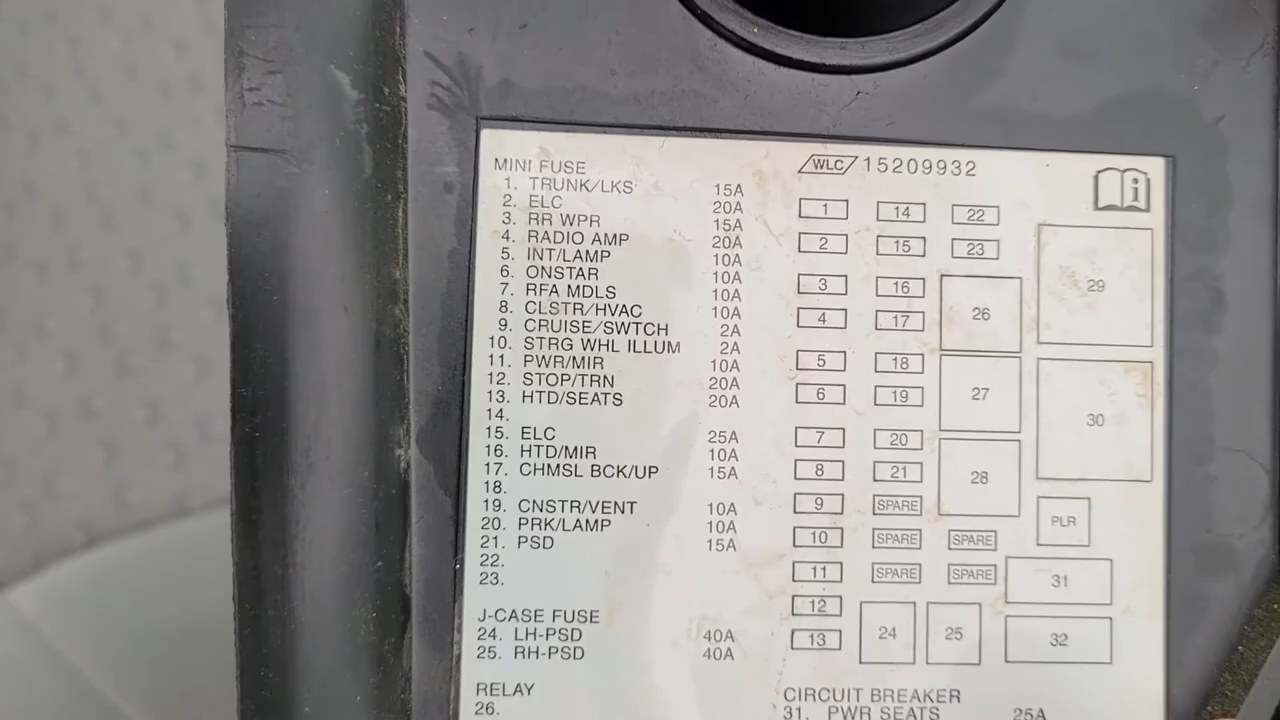 MINI FUSE
1. TRUNK/LKS 15A
2. ELC 20A
3. RR WPR 15A
4. RADIO AMP 20A
5. INT/LAMP 10A
6. ONSTAR 10A
7. RFA MDLS 10A
8. CLSTR/HVAC 10A
9. CRUISE/SWTCH 2A
10. STRG WHL ILLUM 2A
11. PWR/MIR 10A
12. STOP/TRN 20A
13. HTD/SEATS 20A
14.
15. ELC 25A
16. HTD/MIR 10A
17. CHMSL BCK/UP 15A
18.
19. CNSTR/VENT 10A
20. PRK/LAMP 10A
21. PSD 15A
22.
23.
J-CASE FUSE
24. LH-PSD 40A
25. RH-PSD 40A
RELAY
26.
WLC 15209932
i
1 14 22
2 15 23
3 16 26 29
4 17
5 18 27 30
6 19
7 20 28
8 21
9 SPARE PLR
10 SPARE SPARE
11 SPARE SPARE 31
12
13 24 25 32
CIRCUIT BREAKER
31. PWR SEATS 25A